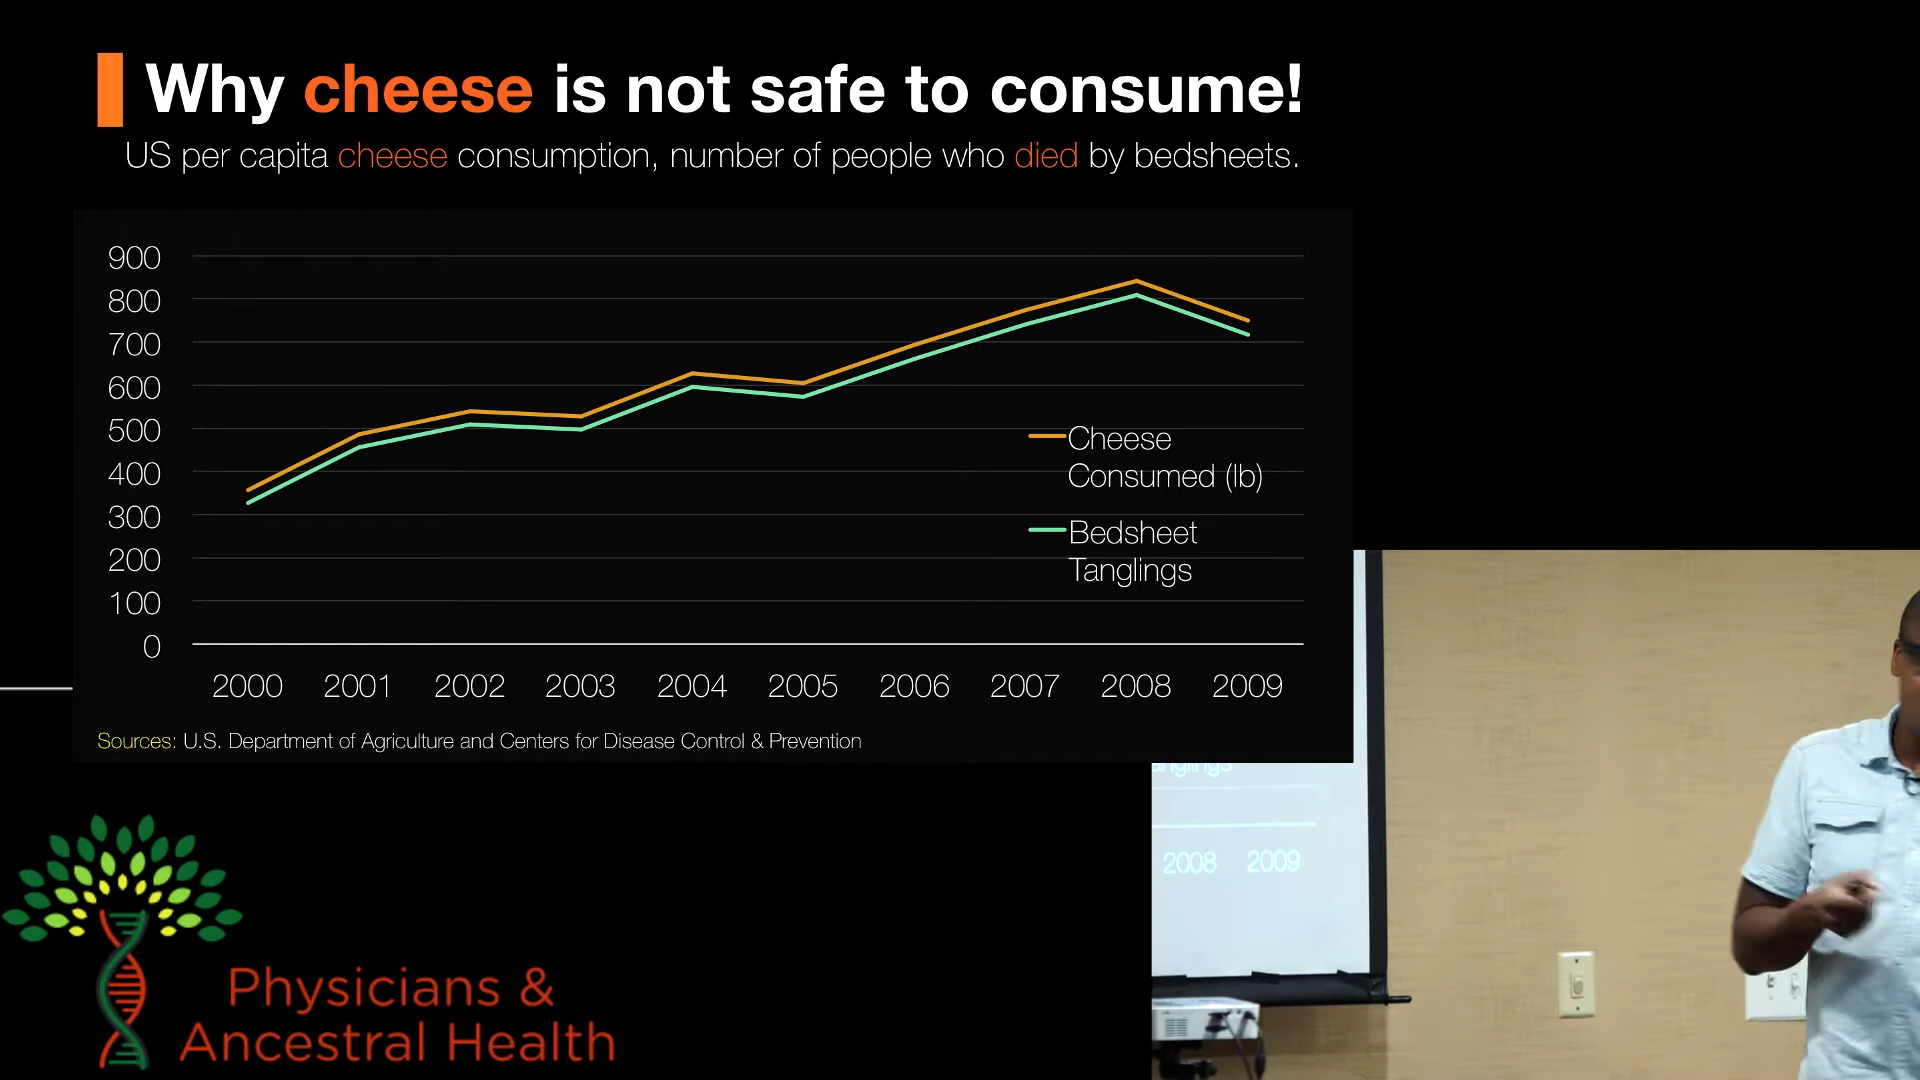 Why cheese is not safe to consume!
US per capita cheese consumption, number of people who died by bedsheets.
900
800
700
600
500
400
300
200
100
0
Cheese
Consumed (lb)
Bedsheet
Tanglings
2000 2001 2002 2003 2004 2005 2006 2007 2008 2009
Sources: U.S. Department of Agriculture and Centers for Disease Control & Prevention
anglings
2008 2009
Physicians &
Ancestral Health